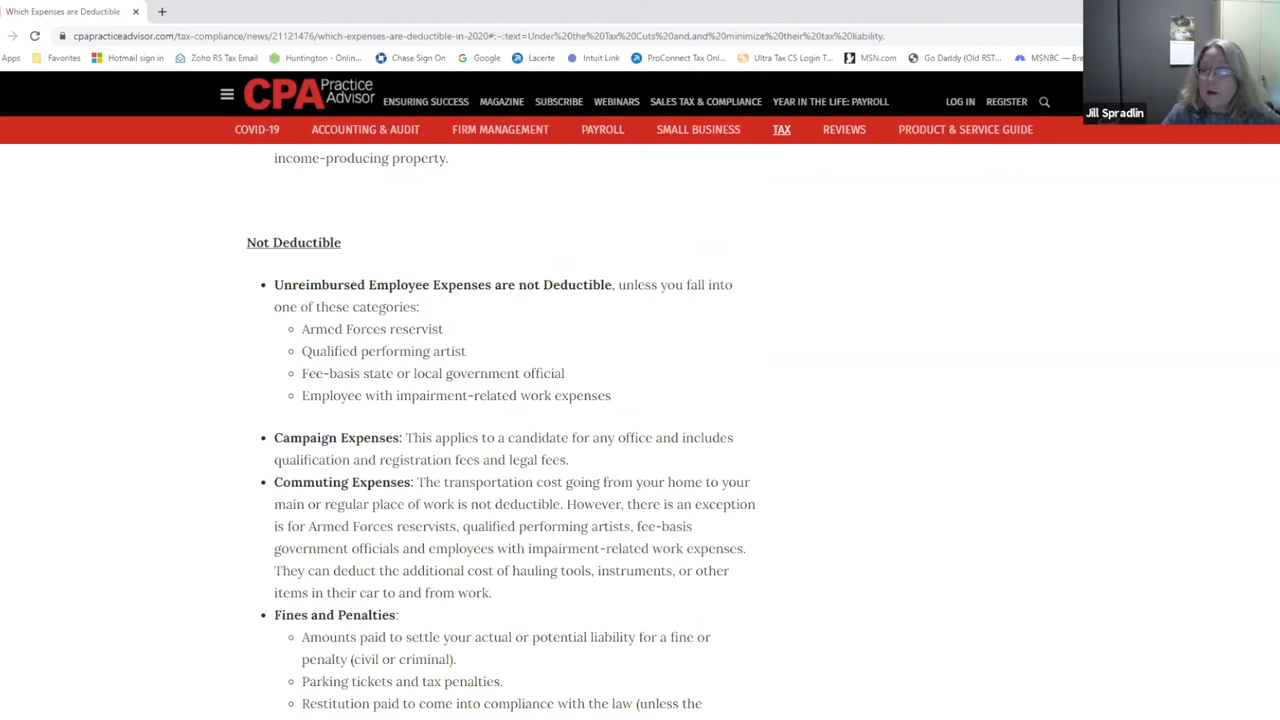 Which Expenses are Deductible
cpapracticeadvisor.com/tax-compliance/news/21121476/which-expenses-are-deductible-in-2020#:~:text=Under%20the%20Tax%20Cuts%20and,and%20minimize%20their%20tax%20liability.
Apps Favorites Hotmail sign in Zoho RS Tax Email Huntington - Onlin... Chase Sign On Google Lacerte Intuit Link ProConnect Tax Onl... Ultra Tax CS Login T... MSN.com Go Daddy (Old RST... MSNBC — Bre
Jill Spradlin
CPA Practice Advisor
ENSURING SUCCESS MAGAZINE SUBSCRIBE WEBINARS SALES TAX & COMPLIANCE YEAR IN THE LIFE: PAYROLL LOG IN REGISTER
COVID-19 ACCOUNTING & AUDIT FIRM MANAGEMENT PAYROLL SMALL BUSINESS TAX REVIEWS PRODUCT & SERVICE GUIDE
income-producing property.
Not Deductible
• Unreimbursed Employee Expenses are not Deductible, unless you fall into
one of these categories:
Armed Forces reservist
Qualified performing artist
Fee-basis state or local government official
Employee with impairment-related work expenses
• Campaign Expenses: This applies to a candidate for any office and includes
qualification and registration fees and legal fees.
• Commuting Expenses: The transportation cost going from your home to your
main or regular place of work is not deductible. However, there is an exception
is for Armed Forces reservists, qualified performing artists, fee-basis
government officials and employees with impairment-related work expenses.
They can deduct the additional cost of hauling tools, instruments, or other
items in their car to and from work.
• Fines and Penalties:
Amounts paid to settle your actual or potential liability for a fine or
penalty (civil or criminal).
Parking tickets and tax penalties.
Restitution paid to come into compliance with the law (unless the